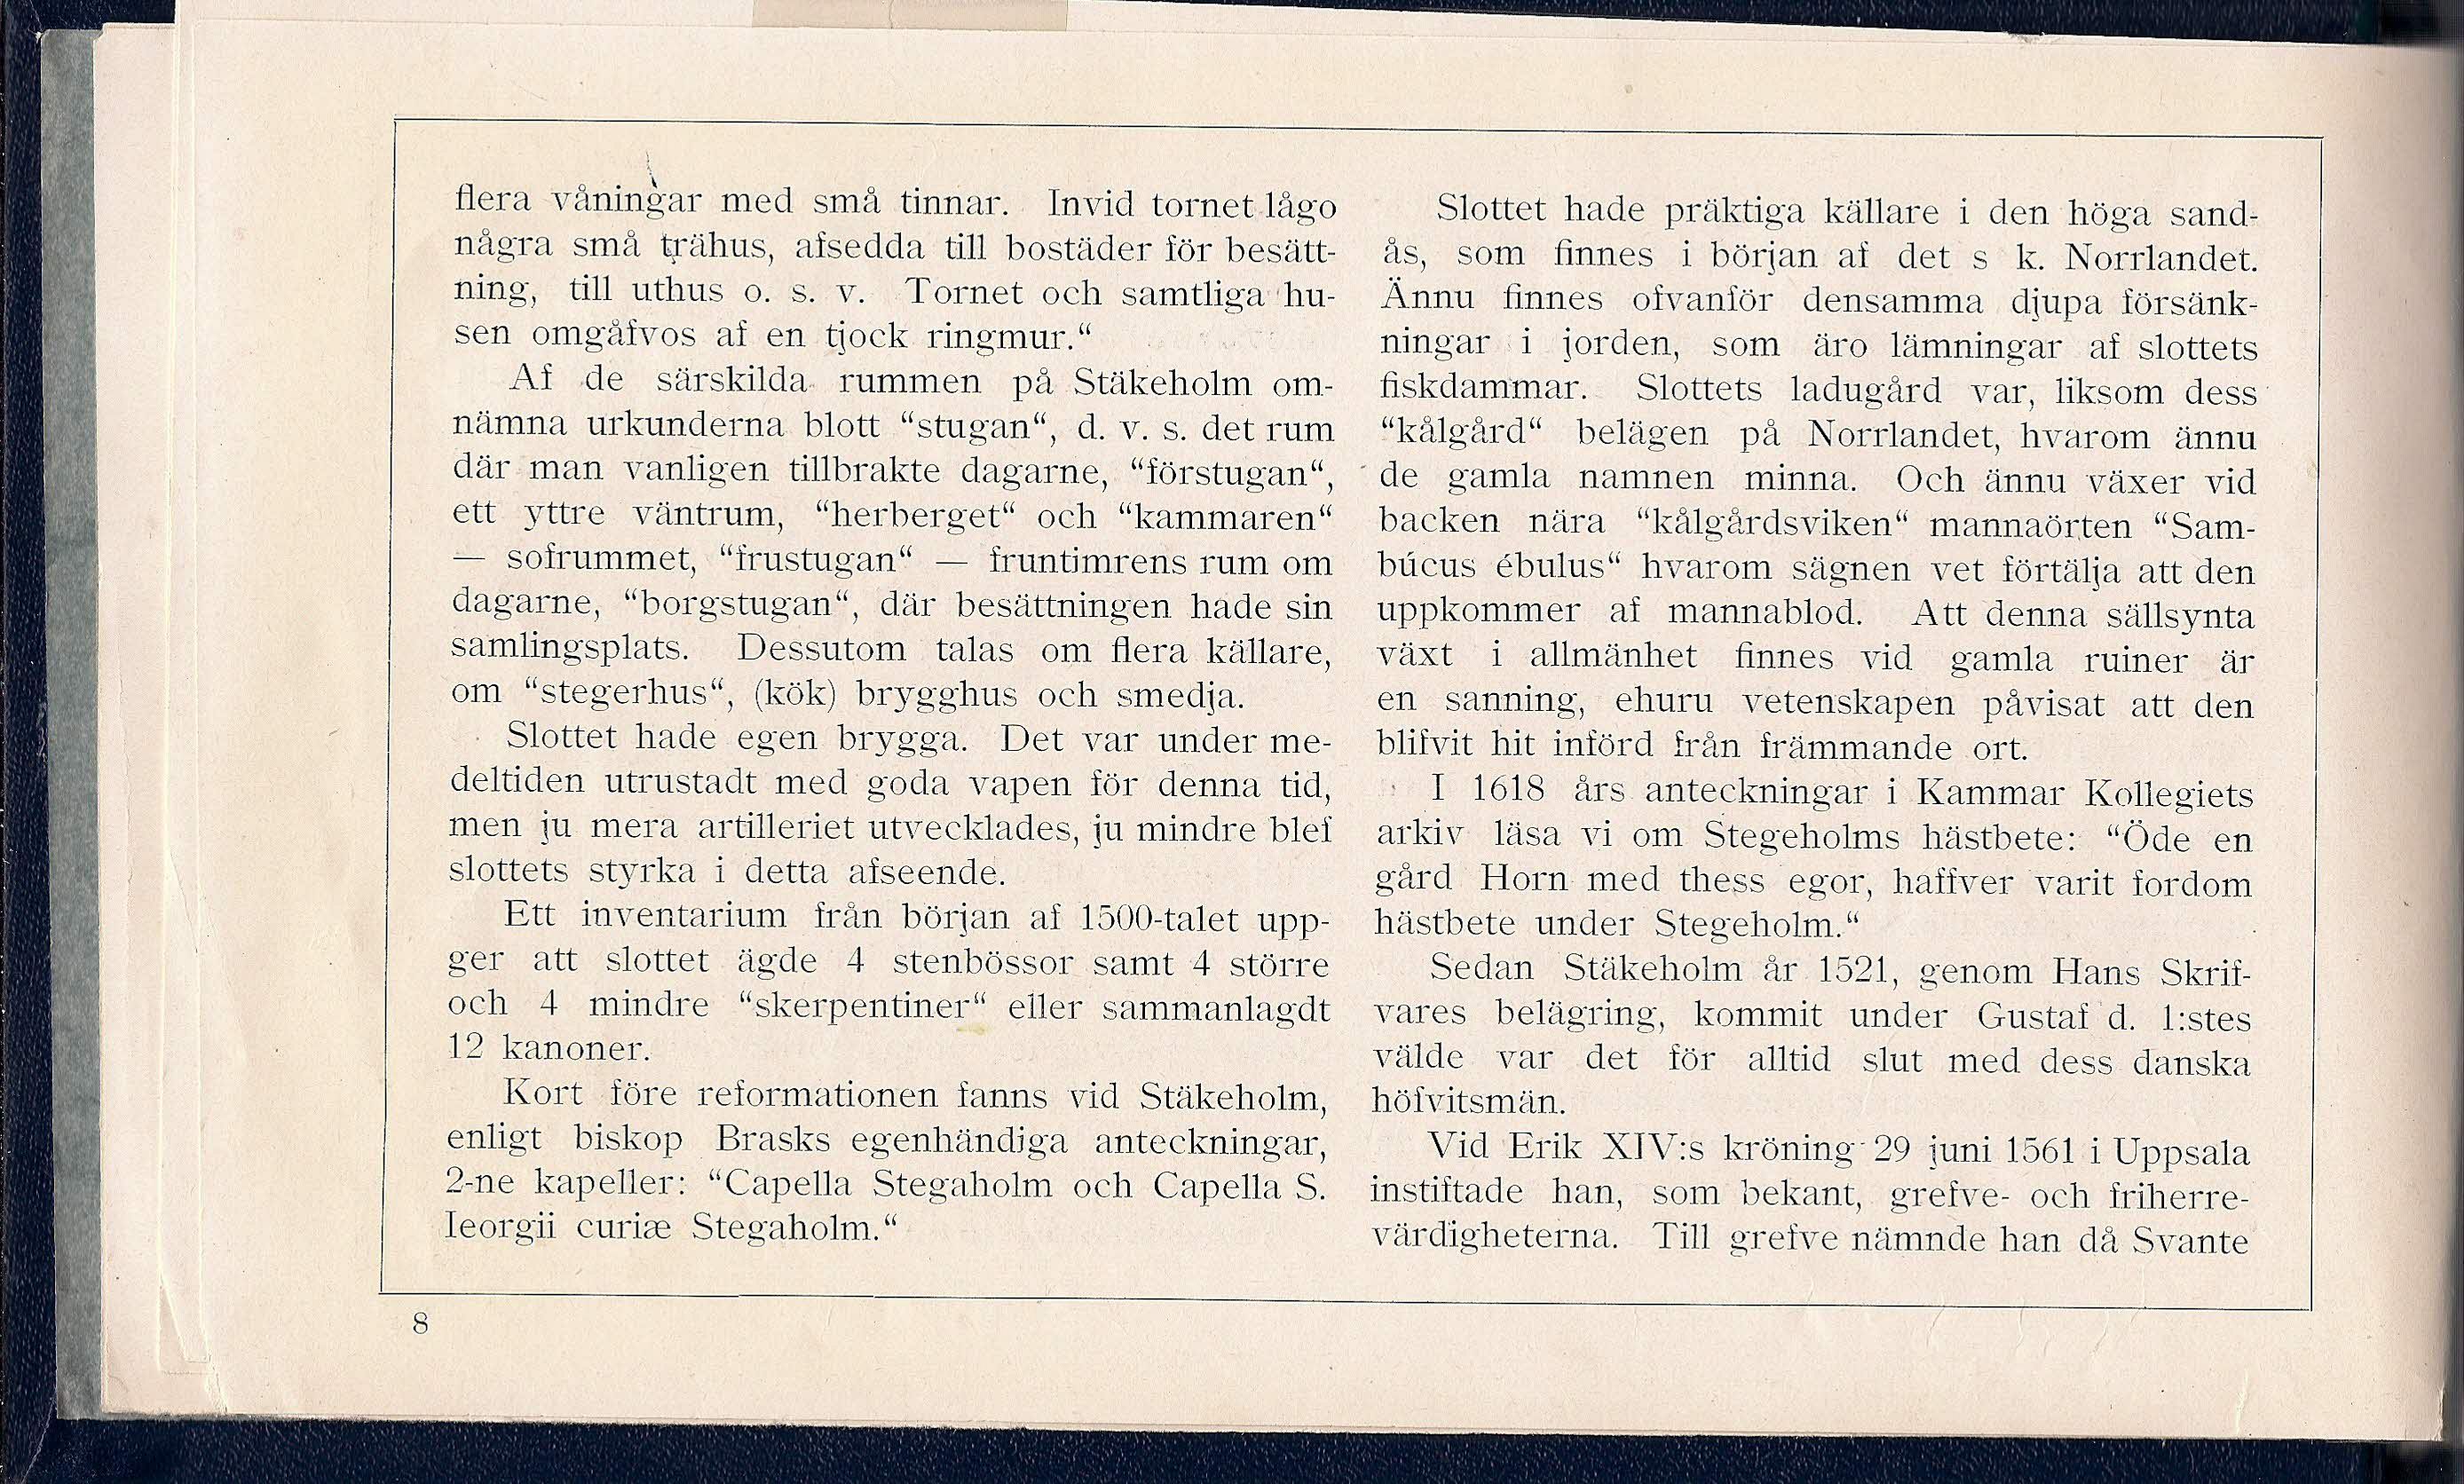 flera våningar med små tinnar. Invid tornet lågo
några små trähus, afsedda till bostäder för besätt-
ning, till uthus o. s. v. Tornet och samtliga hu-
sen omgåfvos af en tjock ringmur.“
Af de särskilda rummen på Stäkeholm om-
nämna urkunderna blott “stugan“, d. v. s. det rum
där man vanligen tillbrakte dagarne, “förstugan“,
ett yttre väntrum, “herberget“ och “kammaren“
— sofrummet, “frustugan“ — fruntimrens rum om
dagarne, “borgstugan“, där besättningen hade sin
samlingsplats. Dessutom talas om flera källare,
om “stegerhus“, (kök) brygghus och smedja.
Slottet hade egen brygga. Det var under me-
deltiden utrustadt med goda vapen för denna tid,
men ju mera artilleriet utvecklades, ju mindre blef
slottets styrka i detta afseende.
Ett inventarium från början af 1500-talet upp-
ger att slottet ägde 4 stenbössor samt 4 större
och 4 mindre “skerpentiner“ eller sammanlagdt
12 kanoner.
Kort före reformationen fanns vid Stäkeholm,
enligt biskop Brasks egenhändiga anteckningar,
2-ne kapeller: “Capella Stegaholm och Capella S.
Ieorgii curiæ Stegaholm.“
Slottet hade präktiga källare i den höga sand-
ås, som finnes i början af det s k. Norrlandet.
Ännu finnes ofvanför densamma djupa försänk-
ningar i jorden, som äro lämningar af slottets
fiskdammar. Slottets ladugård var, liksom dess
“kålgård“ belägen på Norrlandet, hvarom ännu
de gamla namnen minna. Och ännu växer vid
backen nära “kålgårdsviken“ mannaörten “Sam-
búcus ébulus“ hvarom sägnen vet förtälja att den
uppkommer af mannablod. Att denna sällsynta
växt i allmänhet finnes vid gamla ruiner är
en sanning, ehuru vetenskapen påvisat att den
blifvit hit införd från främmande ort.
I 1618 års anteckningar i Kammar Kollegiets
arkiv läsa vi om Stegeholms hästbete: “Öde en
gård Horn med thess egor, haffver varit fordom
hästbete under Stegeholm.“
Sedan Stäkeholm år 1521, genom Hans Skrif-
vares belägring, kommit under Gustaf d. 1:stes
välde var det för alltid slut med dess danska
höfvitsmän.
Vid Erik XIV:s kröning 29 juni 1561 i Uppsala
instiftade han, som bekant, grefve- och friherre-
värdigheterna. Till grefve nämnde han då Svante
8